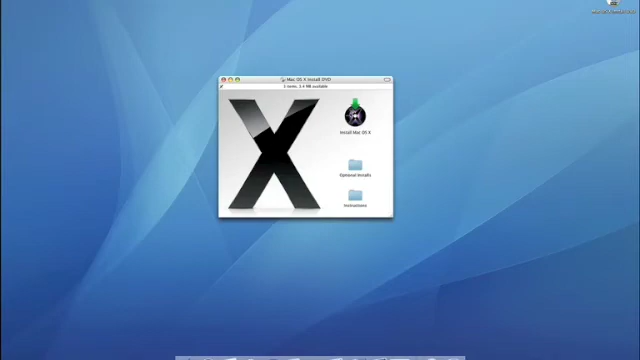 Mac OS X Install DVD
Install Mac OS X
Optional Installs
Instructions